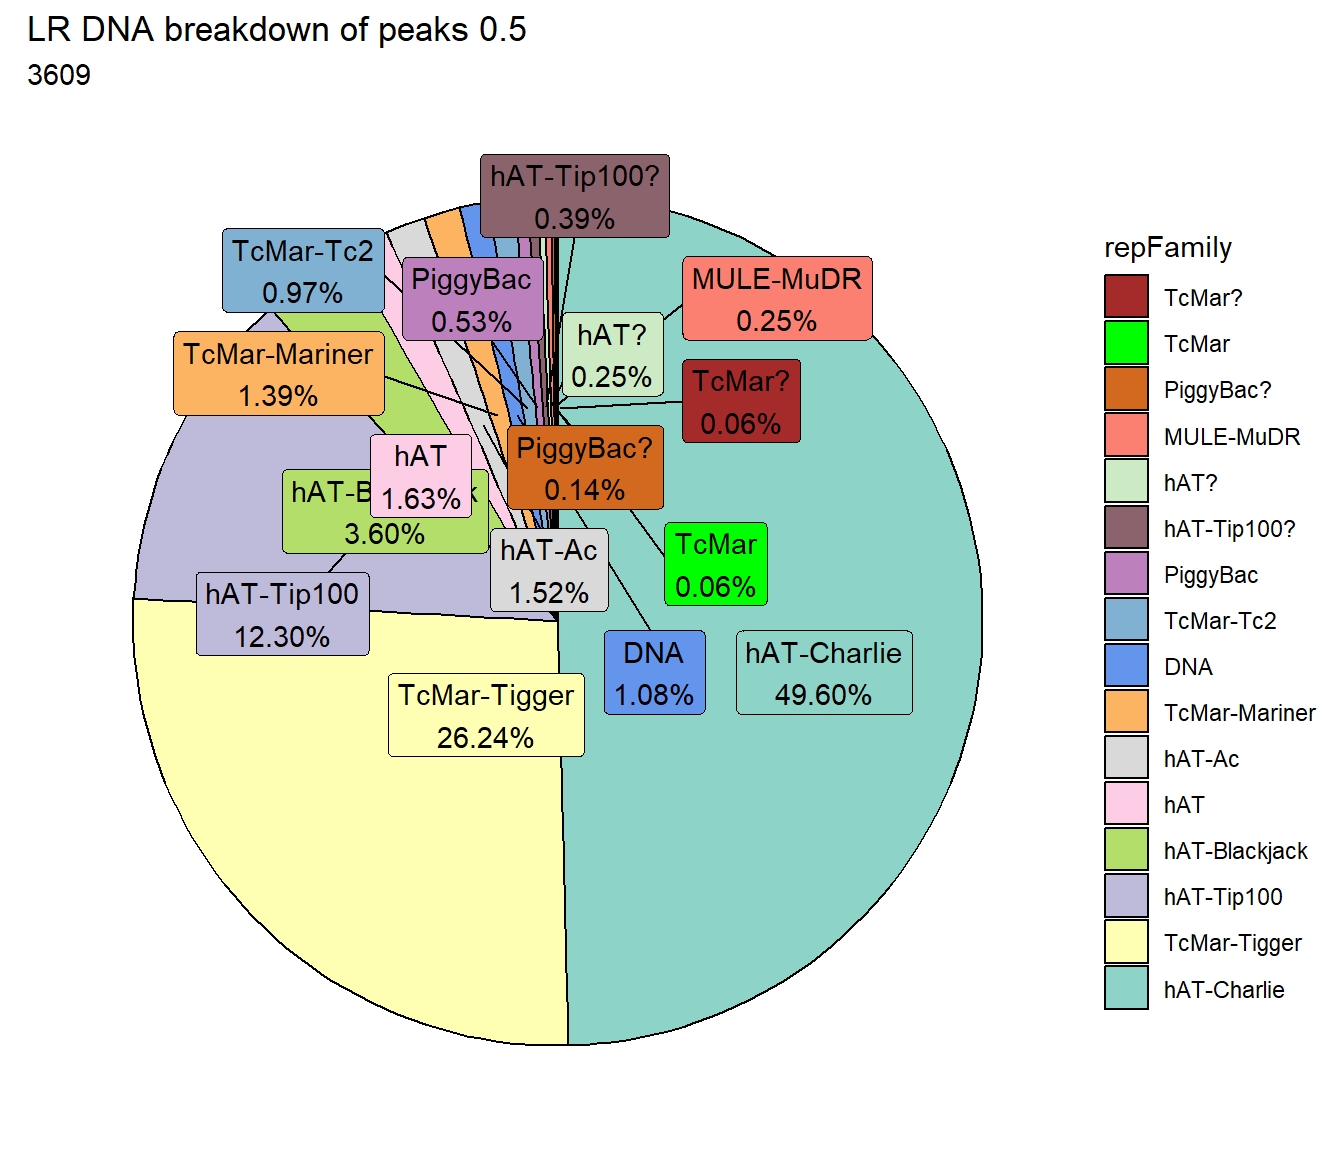 LR DNA breakdown of peaks 0.5
3609
hAT-Tip100?
0.39%
TcMar-Tc2
0.97%
PiggyBac
0.53%
MULE-MuDR
0.25%
hAT?
0.25%
TcMar-Mariner
1.39%
TcMar?
0.06%
hAT
1.63%
PiggyBac?
0.14%
3.60%
hAT-Ac
1.52%
TcMar
0.06%
hAT-Tip100
12.30%
DNA
1.08%
hAT-Charlie
49.60%
TcMar-Tigger
26.24%
repFamily
TcMar?
TcMar
PiggyBac?
MULE-MuDR
hAT?
hAT-Tip100?
PiggyBac
TcMar-Tc2
DNA
TcMar-Mariner
hAT-Ac
hAT
hAT-Blackjack
hAT-Tip100
TcMar-Tigger
hAT-Charlie